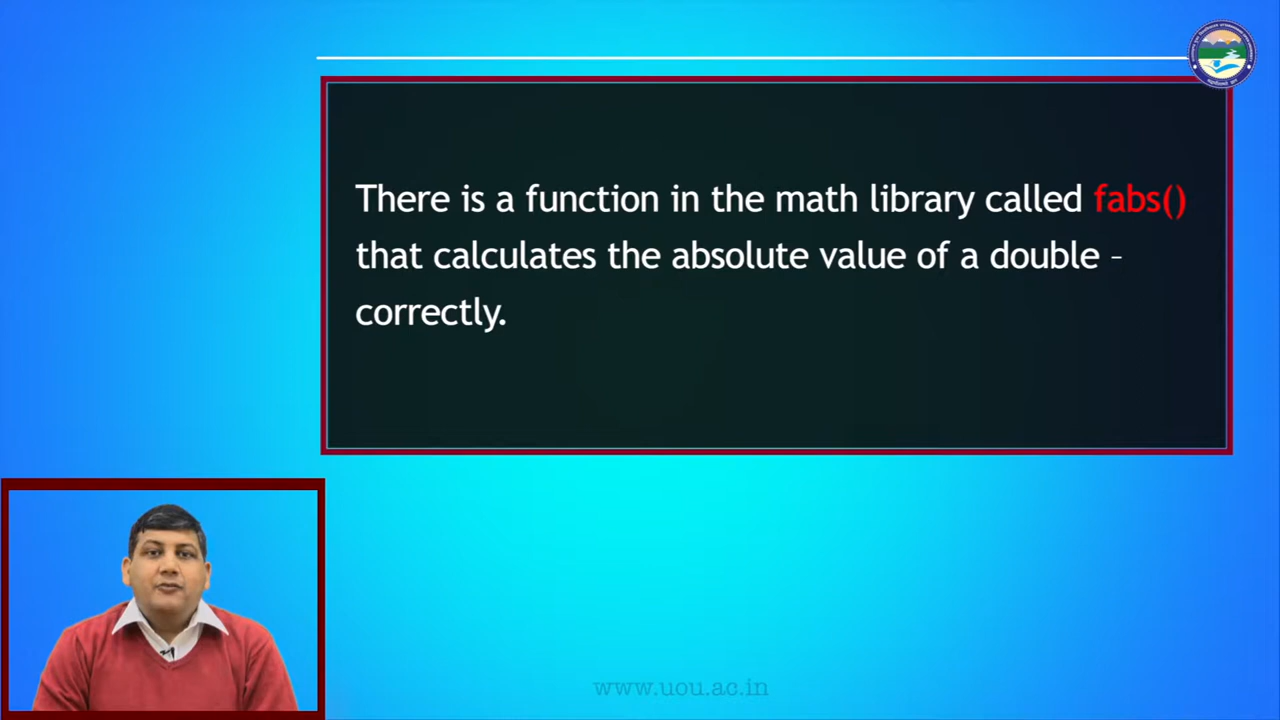 There is a function in the math library called fabs()
that calculates the absolute value of a double –
correctly.
www.uou.ac.in